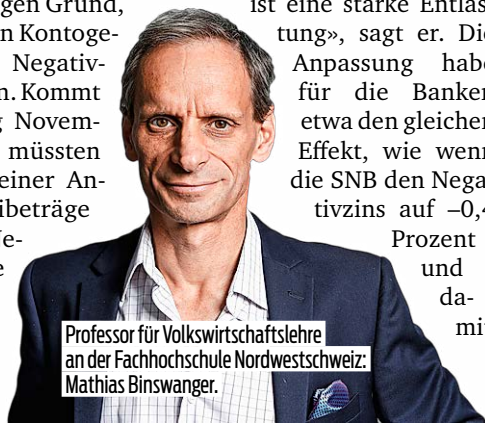 gen Grund,
n Kontoge-
Negativ-
n. Kommt
Novem-
müssten
einer An-
ibeträge
e-
ist eine starke Entlas-
tung», sagt er. Die
Anpassung habe
für die Banken
etwa den gleichen
Effekt, wie wenn
die SNB den Nega-
tivzins auf –0,4
Prozent
und
da-
mit
Professor für Volkswirtschaftslehre
an der Fachhochschule Nordwestschweiz:
Mathias Binswanger.